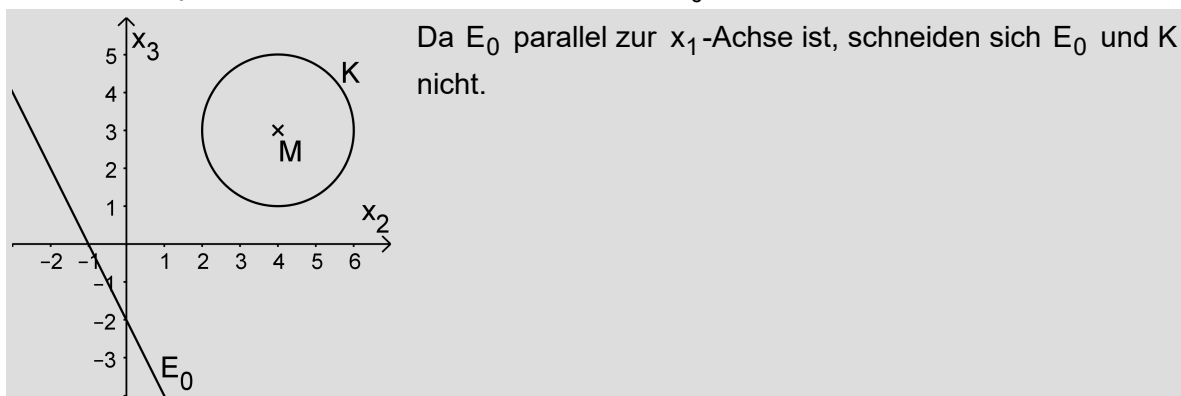 x₃
Da E₀ parallel zur x₁-Achse ist, schneiden sich E₀ und K
nicht.
5
K
4
3
M
2
1
x₂
−2 −1 1 2 3 4 5 6
−1
−2
−3
E₀